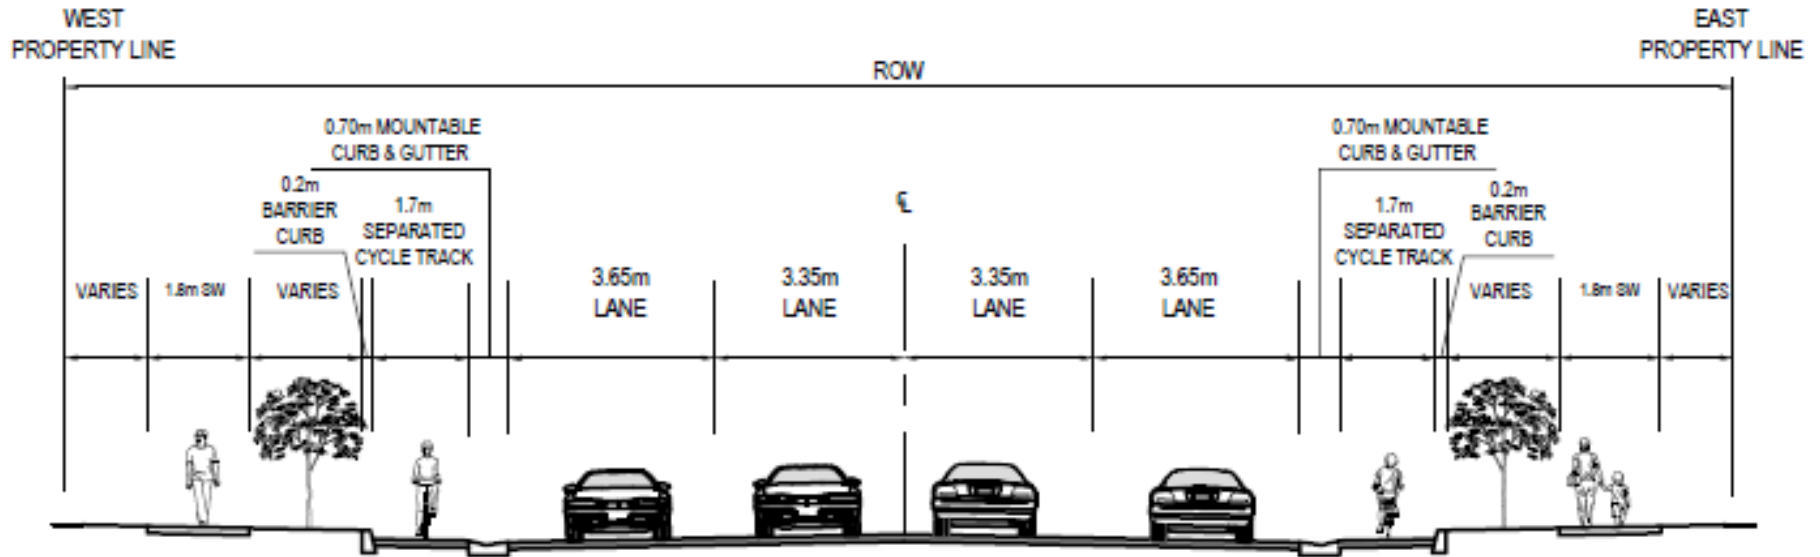 WEST
PROPERTY LINE
EAST
PROPERTY LINE
ROW
0.70m MOUNTABLE
CURB & GUTTER
0.70m MOUNTABLE
CURB & GUTTER
0.2m
BARRIER
CURB
1.7m
SEPARATED
CYCLE TRACK
℄
1.7m
SEPARATED
CYCLE TRACK
0.2m
BARRIER
CURB
VARIES
1.8m SW
VARIES
3.65m
LANE
3.35m
LANE
3.35m
LANE
3.65m
LANE
VARIES
1.8m SW
VARIES